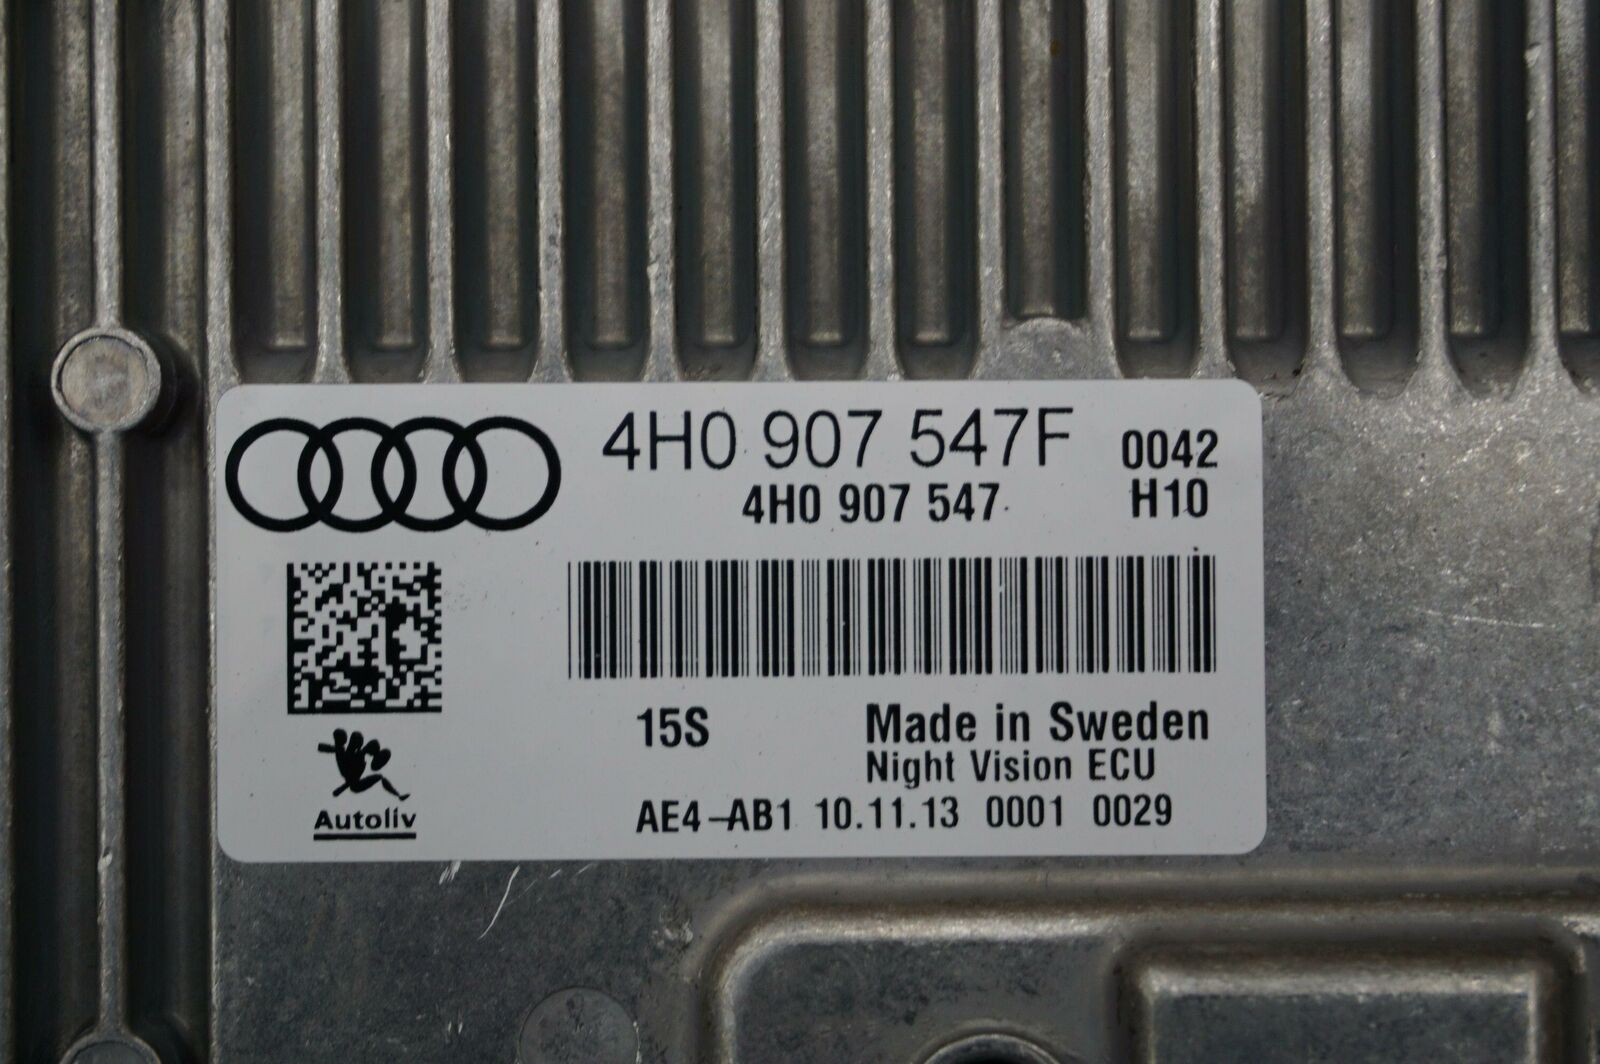 4H0 907 547F 0042
4H0 907 547 H10
15S Made in Sweden
Night Vision ECU
Autoliv
AE4-AB1 10.11.13 0001 0029